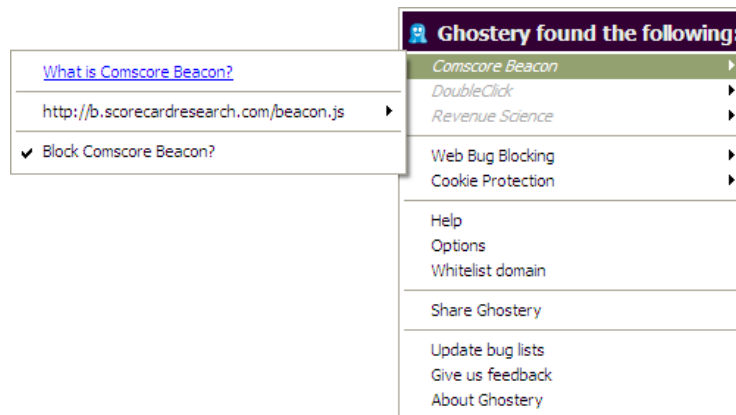 Ghostery found the following:
Comscore Beacon
DoubleClick
Revenue Science
Web Bug Blocking
Cookie Protection
Help
Options
Whitelist domain
Share Ghostery
Update bug lists
Give us feedback
About Ghostery
What is Comscore Beacon?
http://b.scorecardresearch.com/beacon.js
Block Comscore Beacon?